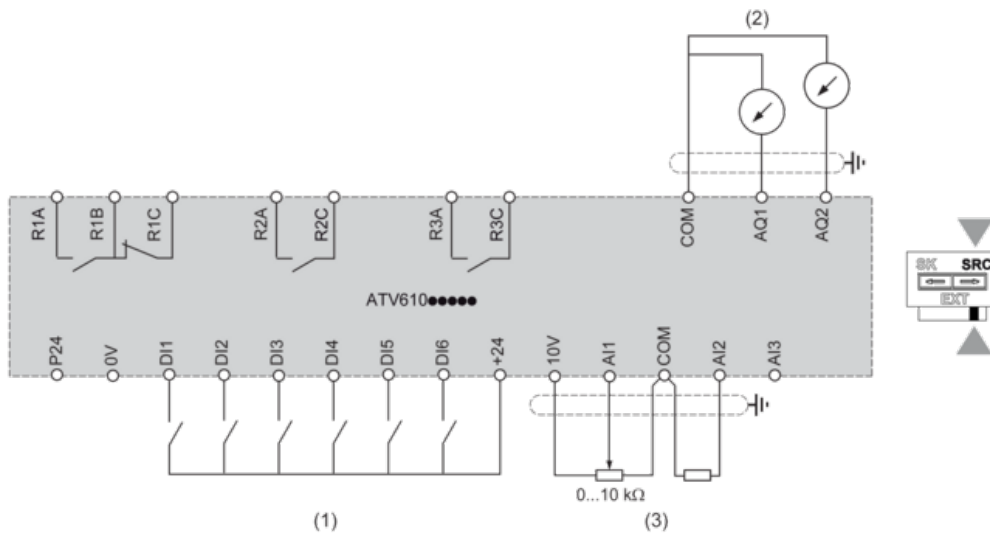 (2)
R1A
R1B
R1C
R2A
R2C
R3A
R3C
COM
AQ1
AQ2
SK SRC
EXT
ATV610●●●●●
P24
0V
DI1
DI2
DI3
DI4
DI5
DI6
+24
10V
AI1
COM
AI2
AI3
0...10 kΩ
(1)
(3)